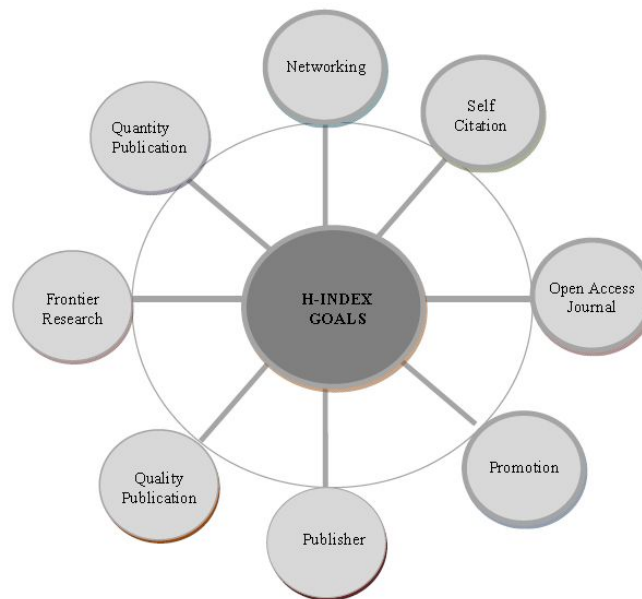 Networking
Self
Citation
Quantity
Publication
Open Access
Journal
Frontier
Research
H-INDEX
GOALS
Quality
Publication
Promotion
Publisher